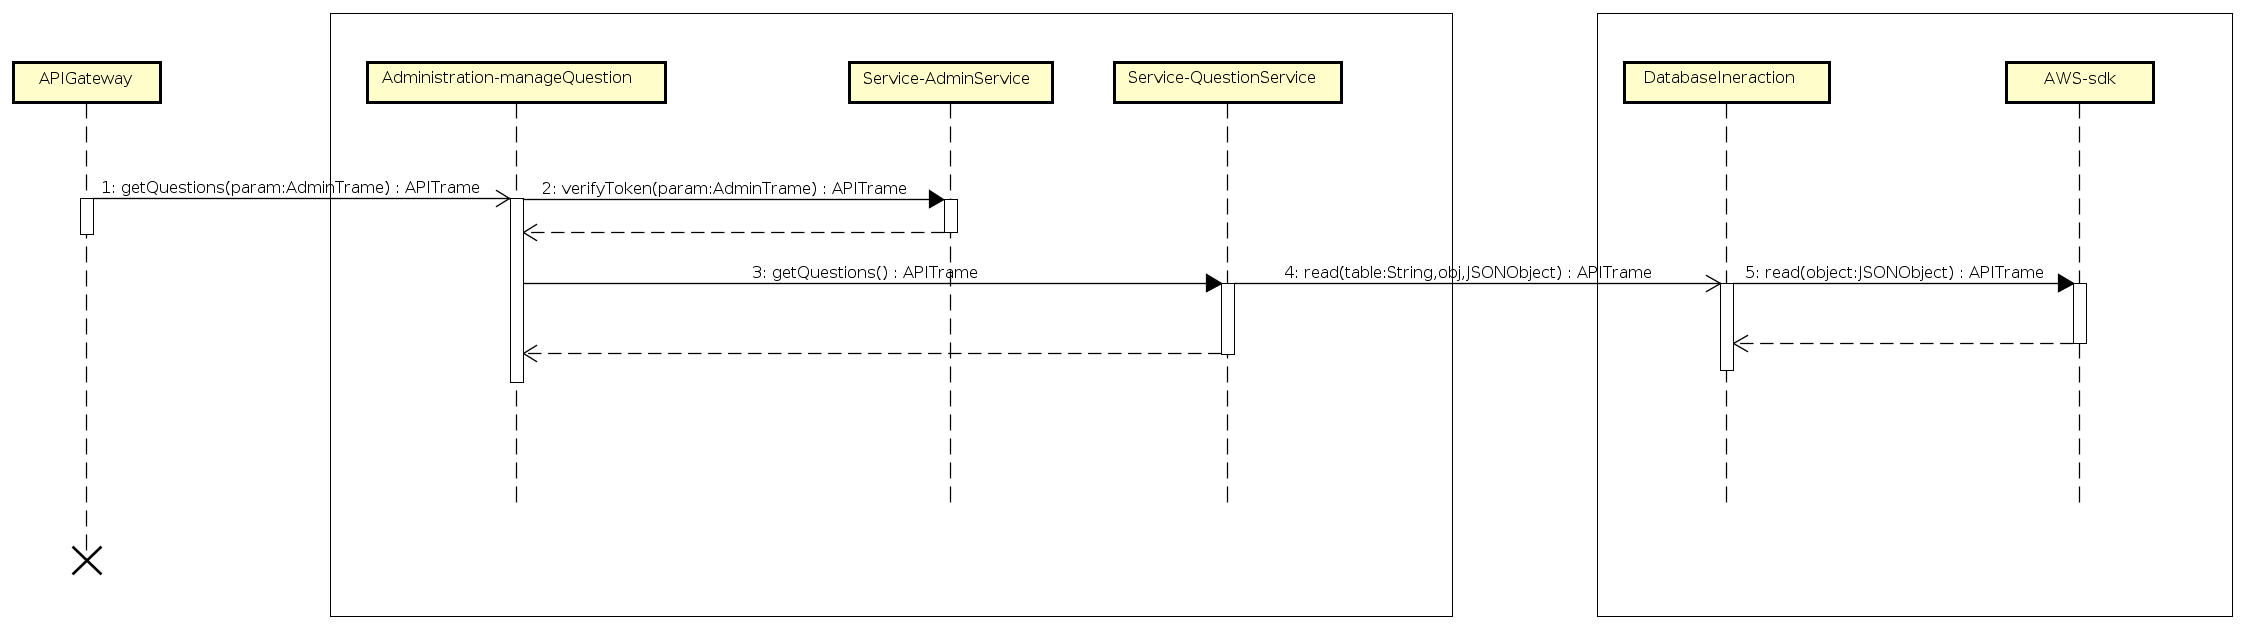 APIGateway
Administration-manageQuestion
Service-AdminService
Service-QuestionService
DatabaseIneraction
AWS-sdk
1: getQuestions(param:AdminTrame) : APITrame
2: verifyToken(param:AdminTrame) : APITrame
3: getQuestions() : APITrame
4: read(table:String,obj,JSONObject) : APITrame
5: read(object:JSONObject) : APITrame